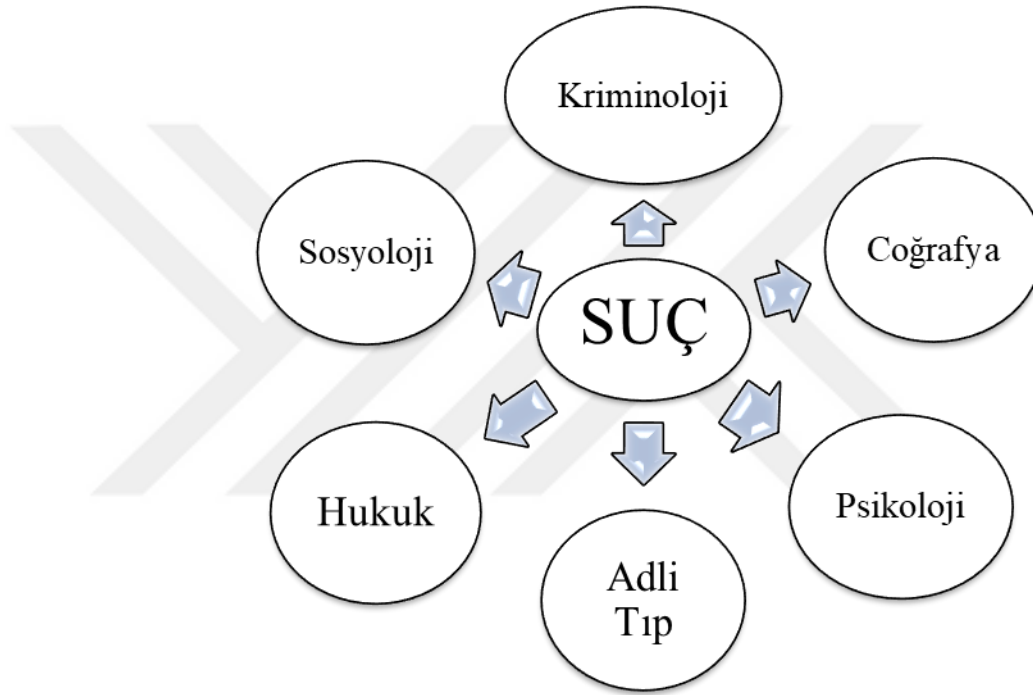 Kriminoloji
Sosyoloji
Coğrafya
SUÇ
Hukuk
Psikoloji
Adli
Tıp